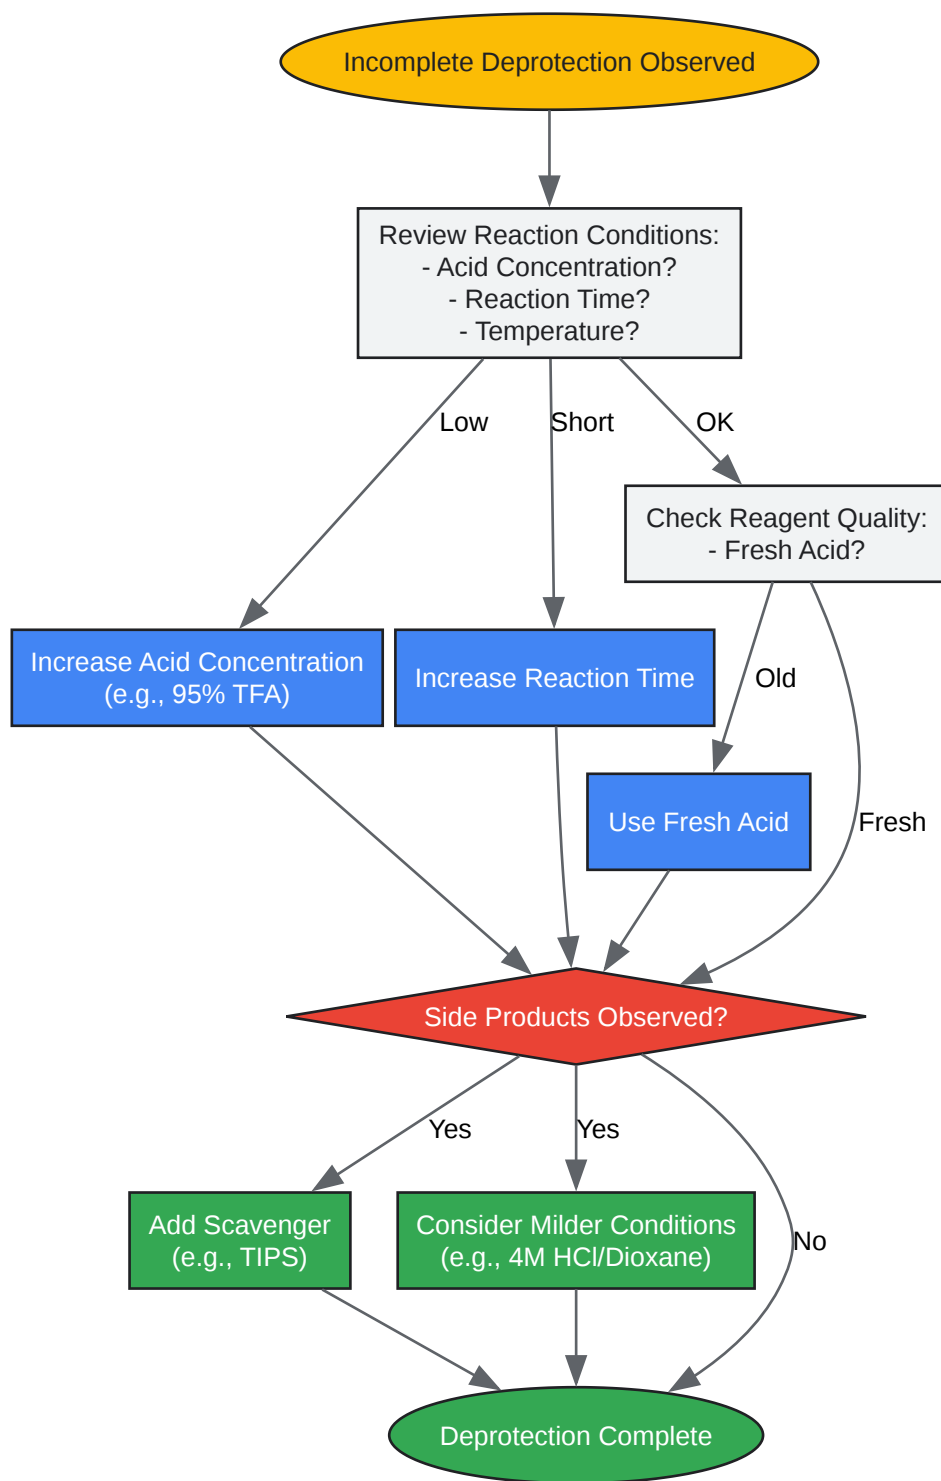 Incomplete Deprotection Observed
Review Reaction Conditions:
- Acid Concentration?
- Reaction Time?
- Temperature?
Low
Short
OK
Check Reagent Quality:
- Fresh Acid?
Increase Acid Concentration
(e.g., 95% TFA)
Increase Reaction Time
Old
Use Fresh Acid
Fresh
Side Products Observed?
Yes
Yes
Add Scavenger
(e.g., TIPS)
Consider Milder Conditions
(e.g., 4M HCl/Dioxane)
No
Deprotection Complete